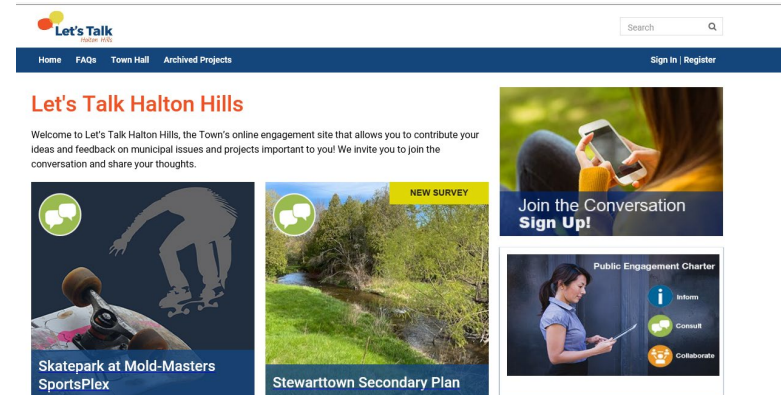 Let's Talk
Halton Hills
Search
Home FAQs Town Hall Archived Projects Sign In | Register
Let's Talk Halton Hills
Welcome to Let's Talk Halton Hills, the Town's online engagement site that allows you to contribute your
ideas and feedback on municipal issues and projects important to you! We invite you to join the
conversation and share your thoughts.
Skatepark at Mold-Masters
SportsPlex
NEW SURVEY
Stewarttown Secondary Plan
Join the Conversation
Sign Up!
Public Engagement Charter
Inform
Consult
Collaborate